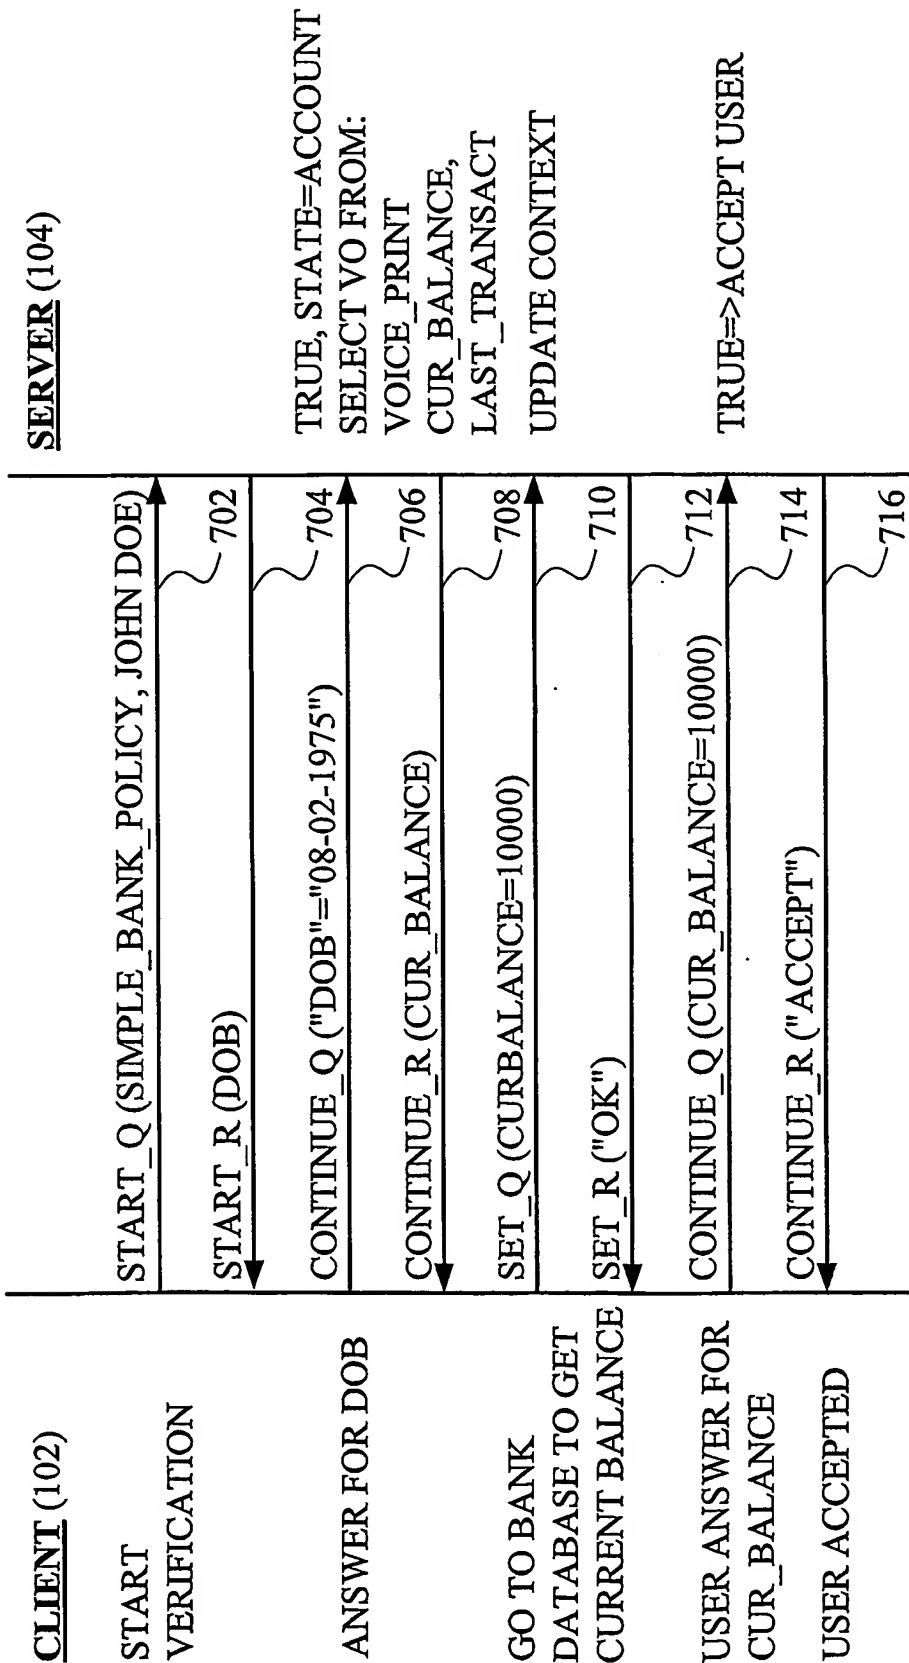 CLIENT (102)
SERVER (104)
START
VERIFICATION
START_Q (SIMPLE_BANK_POLICY, JOHN DOE)
702
START_R (DOB)
704
ANSWER FOR DOB
CONTINUE_Q ("DOB"="08-02-1975")
706
TRUE, STATE=ACCOUNT
SELECT VO FROM:
VOICE_PRINT
CUR_BALANCE,
LAST_TRANSACT
CONTINUE_R (CUR_BALANCE)
708
GO TO BANK
DATABASE TO GET
CURRENT BALANCE
SET_Q (CURBALANCE=10000)
710
UPDATE CONTEXT
SET_R ("OK")
712
USER ANSWER FOR
CUR_BALANCE
CONTINUE_Q (CUR_BALANCE=10000)
714
TRUE=>ACCEPT USER
USER ACCEPTED
CONTINUE_R ("ACCEPT")
716